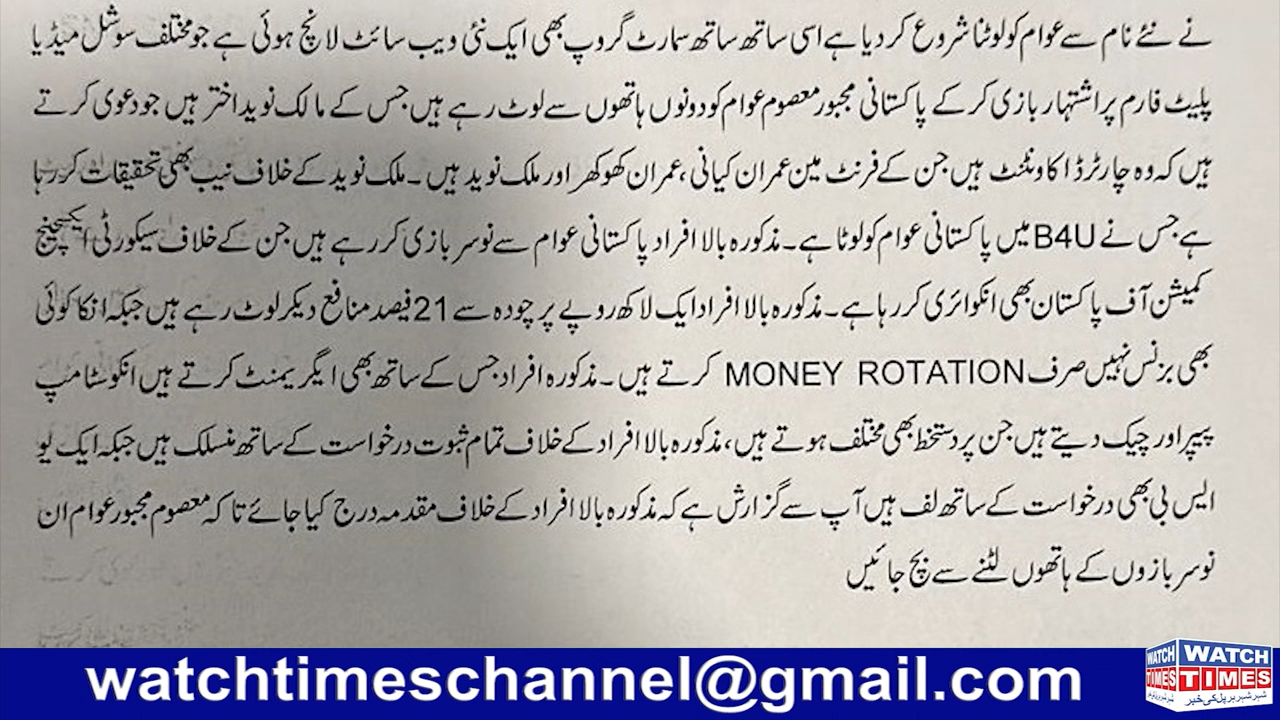 نے نئے نام سے عوام کو لوٹنا شروع کر دیا ہے اسی ساتھ ساتھ سمارٹ گروپ بھی ایک نئی ویب سائٹ لانچ ہوئی ہے جو مختلف سوشل میڈیا
پلیٹ فارم پر اشتہار بازی کر کے پاکستانی مجبور معصوم عوام کو دونوں ہاتھوں سے لوٹ رہے ہیں جس کے مالک نوید اختر ہیں جو دعوی کرتے
ہیں کہ وہ چارٹرڈ اکاونٹنٹ ہیں جن کے فرنٹ مین عمران کیانی ، عمران کھوکھر اور ملک نوید ہیں ۔ ملک نوید کے خلاف نیب بھی تحقیقات کر رہا
ہے جس نے B4U میں پاکستانی عوام کو لوٹا ہے ۔ مذکورہ بالا افراد پاکستانی عوام سے نوسر بازی کر رہے ہیں جن کے خلاف سیکورٹی ایکسچینج
کمیشن آف پاکستان بھی انکوائری کر رہا ہے ۔ مذکورہ بالا افراد ایک لاکھ روپے پر چودہ سے 21 فیصد منافع دیکر لوٹ رہے ہیں جبکہ انکا کوئی
بھی بزنس نہیں صرف MONEY ROTATION کرتے ہیں ۔ مذکورہ افراد جس کے ساتھ بھی ایگریمنٹ کرتے ہیں انکو سٹامپ
پیپر اور چیک دیتے ہیں جن پر دستخط بھی مختلف ہوتے ہیں ، مذکورہ بالا افراد کے خلاف تمام ثبوت درخواست کے ساتھ منسلک ہیں جبکہ ایک یو
ایس بی بھی درخواست کے ساتھ لف ہیں آپ سے گزارش ہے کہ مذکورہ بالا افراد کے خلاف مقدمہ درج کیا جائے تا کہ معصوم مجبور عوام ان
نوسر بازوں کے ہاتھوں لٹنے سے بچ جائیں
watchtimeschannel@gmail.com
WATCH TIMES
WATCH TIMES
شہر شہر ہر پل کی خبر